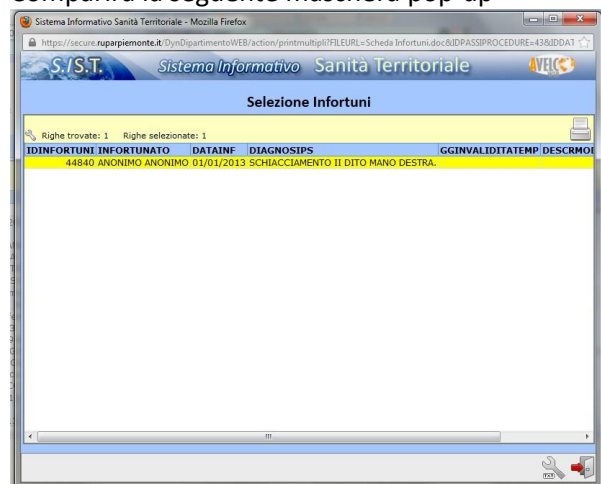 Comparirà la seguente maschera pop-up
Sistema Informativo Sanità Territoriale - Mozilla Firefox
https://secure.ruparpiemonte.it/DynDipartimentoWEB/action/printmultipli?FILEURL=Scheda Infortuni.doc&IDPASSIPROCEDURE=43&IDDAT
S.I.S.T. Sistema Informativo Sanità Territoriale AVELCO
Selezione Infortuni
Righe trovate: 1 Righe selezionate: 1
IDINFORTUNI INFORTUNATO DATAINF DIAGNOSIPS GGINVALIDITATEMP DESCRMOI
44840 ANONIMO ANONIMO 01/01/2013 SCHIACCIAMENTO II DITO MANO DESTRA.